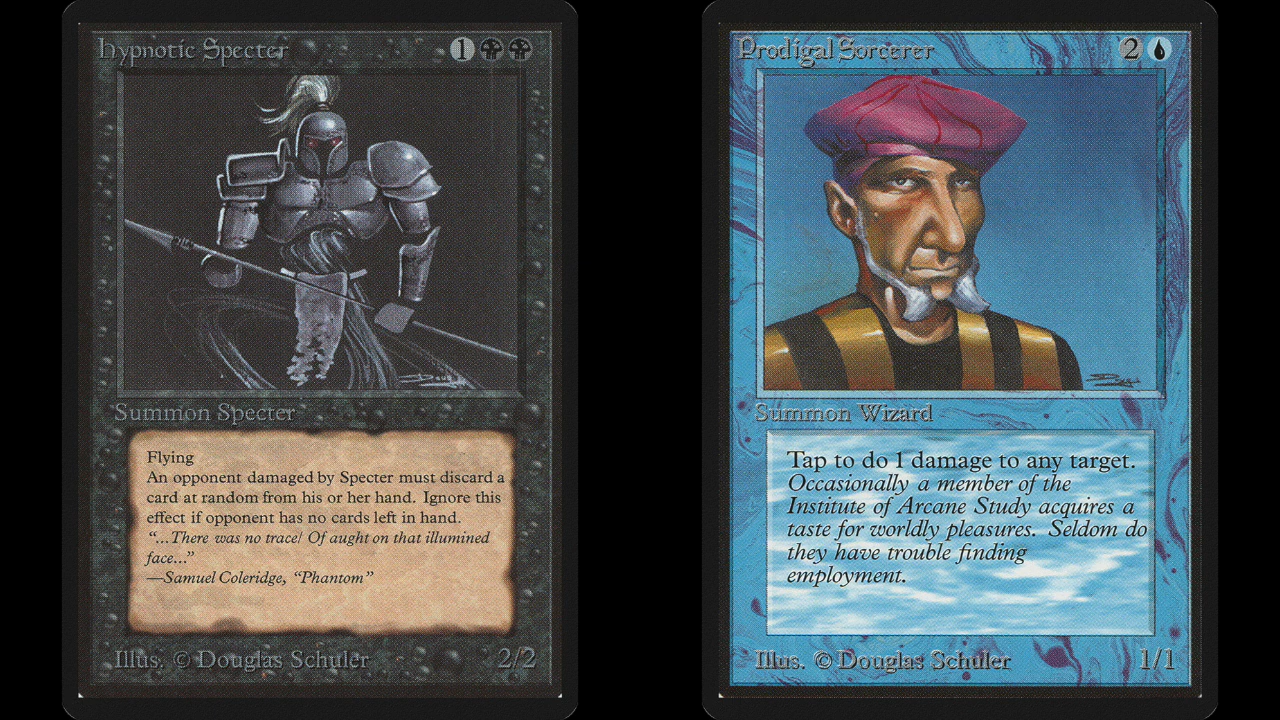 Hypnotic Specter 1
Summon Specter
Flying
An opponent damaged by Specter must discard a
card at random from his or her hand. Ignore this
effect if opponent has no cards left in hand.
“...There was no trace/ Of aught on that illumined
face...”
—Samuel Coleridge, “Phantom”
Illus. © Douglas Schuler 2/2
Prodigal Sorcerer 2
Summon Wizard
Tap to do 1 damage to any target.
Occasionally a member of the
Institute of Arcane Study acquires a
taste for worldly pleasures. Seldom do
they have trouble finding
employment.
Illus. © Douglas Schuler 1/1